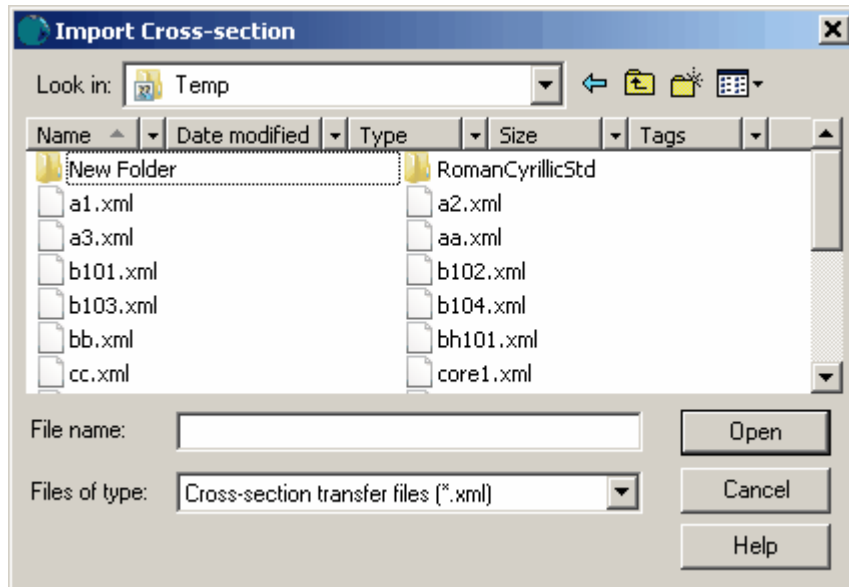 Import Cross-section
Look in: Temp
Name Date modified Type Size Tags
New Folder RomanCyrillicStd
a1.xml a2.xml
a3.xml aa.xml
b101.xml b102.xml
b103.xml b104.xml
bb.xml bh101.xml
cc.xml core1.xml
File name: Open
Files of type: Cross-section transfer files (*.xml) Cancel
Help